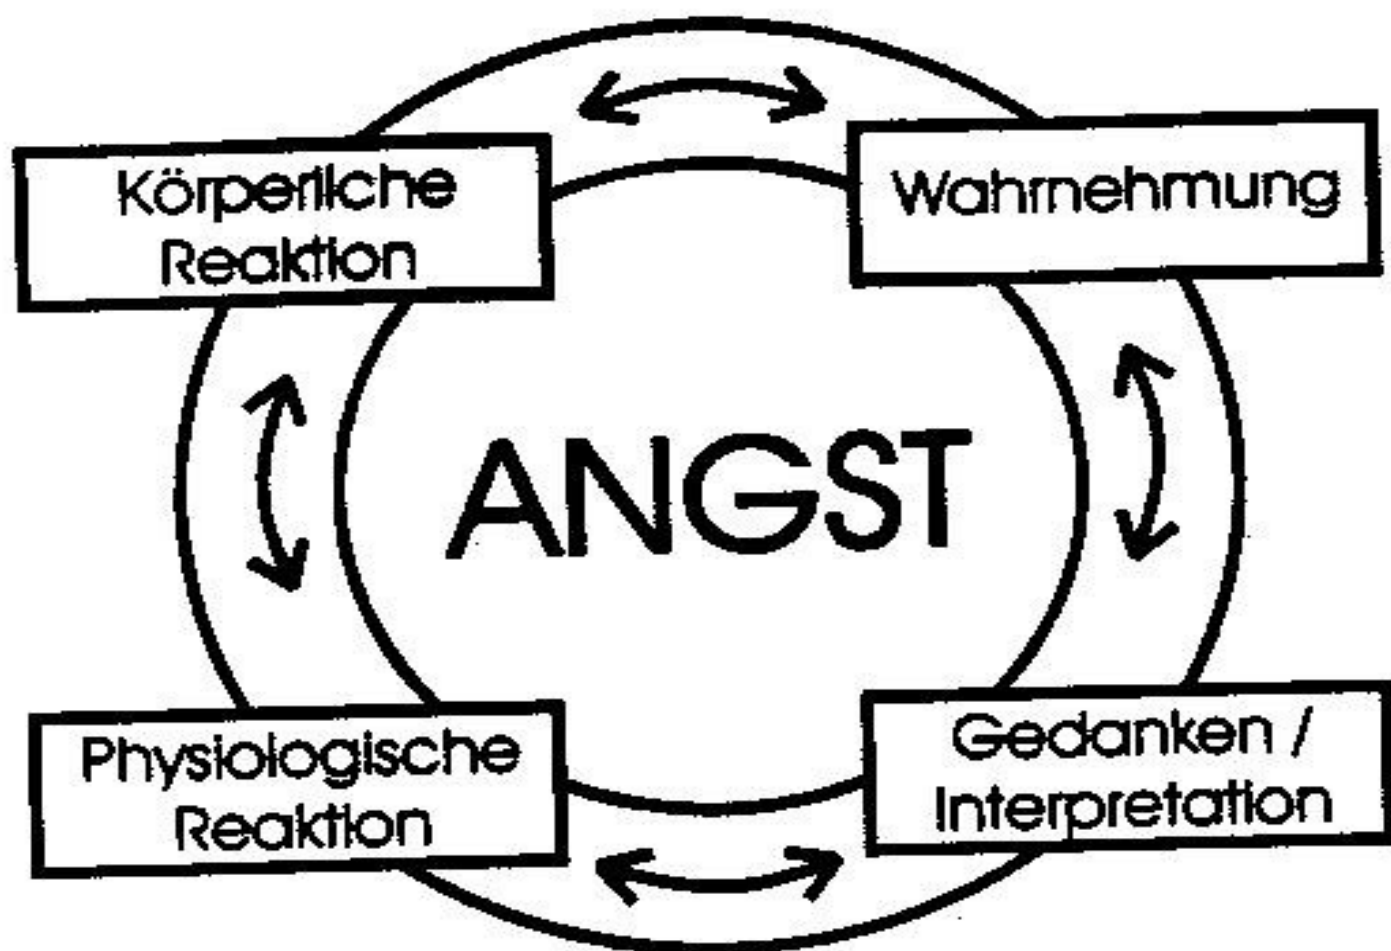 Körperliche
Reaktion
Wahrnehmung
ANGST
Physiologische
Reaktion
Gedanken /
Interpretation